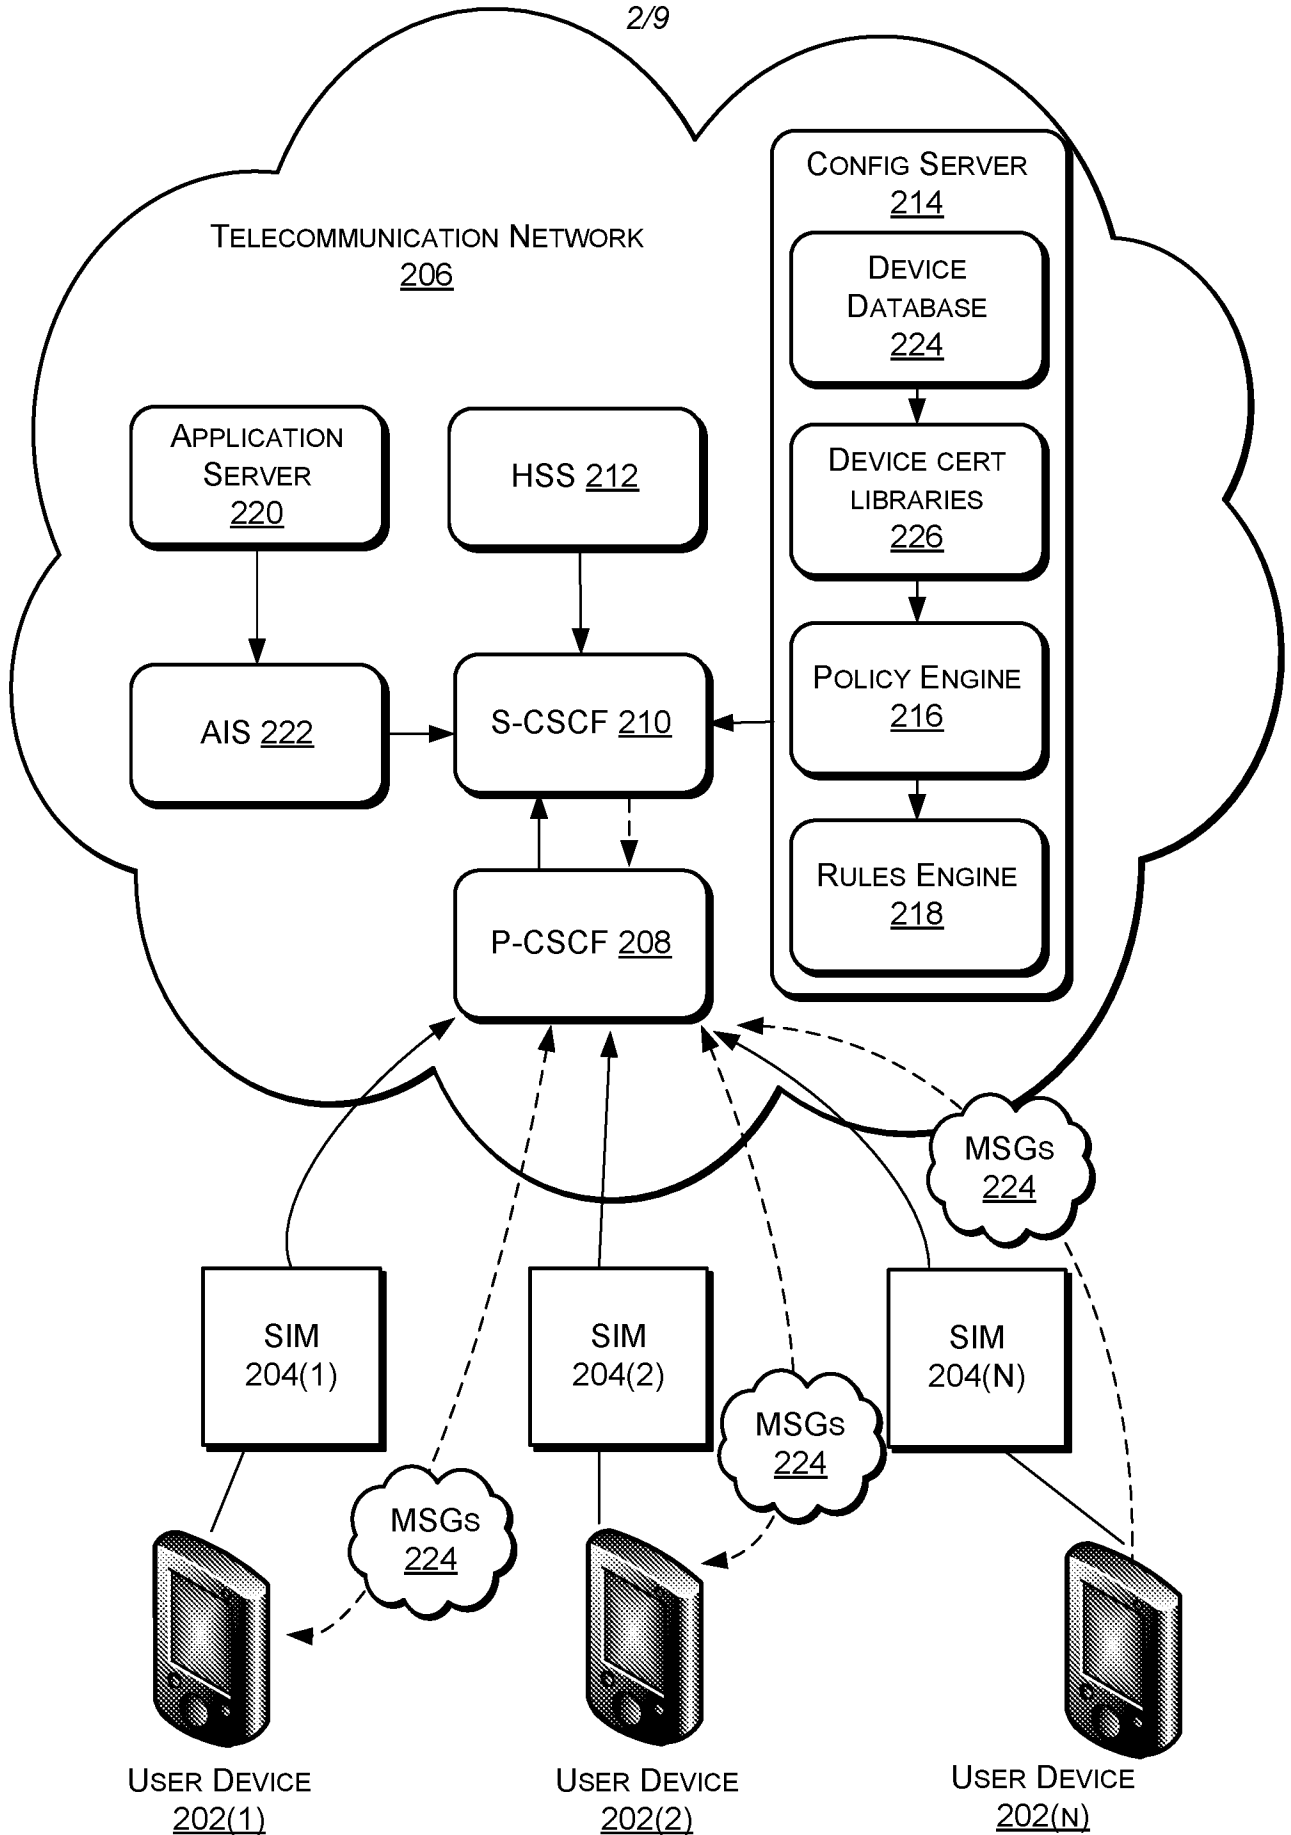 2/9
TELECOMMUNICATION NETWORK
206
CONFIG SERVER
214
DEVICE
DATABASE
224
DEVICE CERT
LIBRARIES
226
POLICY ENGINE
216
RULES ENGINE
218
APPLICATION
SERVER
220
HSS 212
AIS 222
S-CSCF 210
P-CSCF 208
MSGS
224
SIM
204(1)
SIM
204(2)
SIM
204(N)
MSGS
224
MSGS
224
USER DEVICE
202(1)
USER DEVICE
202(2)
USER DEVICE
202(N)